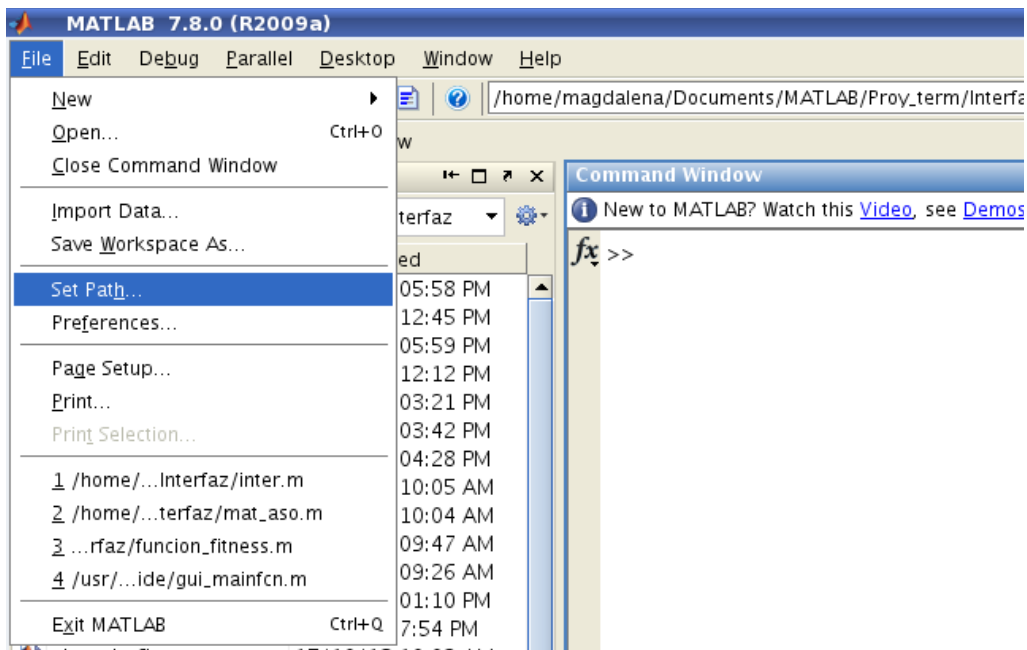 MATLAB 7.8.0 (R2009a)
File Edit Debug Parallel Desktop Window Help
New
/home/magdalena/Documents/MATLAB/Proy_term/Interfa
Open... Ctrl+O
w
Close Command Window
Command Window
Import Data...
terfaz
New to MATLAB? Watch this Video, see Demos
Save Workspace As...
ed
fx >>
Set Path...
05:58 PM
Preferences...
12:45 PM
05:59 PM
Page Setup...
12:12 PM
Print...
03:21 PM
Print Selection...
03:42 PM
04:28 PM
1 /home/...Interfaz/inter.m
10:05 AM
2 /home/...terfaz/mat_aso.m
10:04 AM
3 ...rfaz/funcion_fitness.m
09:47 AM
4 /usr/...ide/gui_mainfcn.m
09:26 AM
01:10 PM
Exit MATLAB Ctrl+Q
7:54 PM